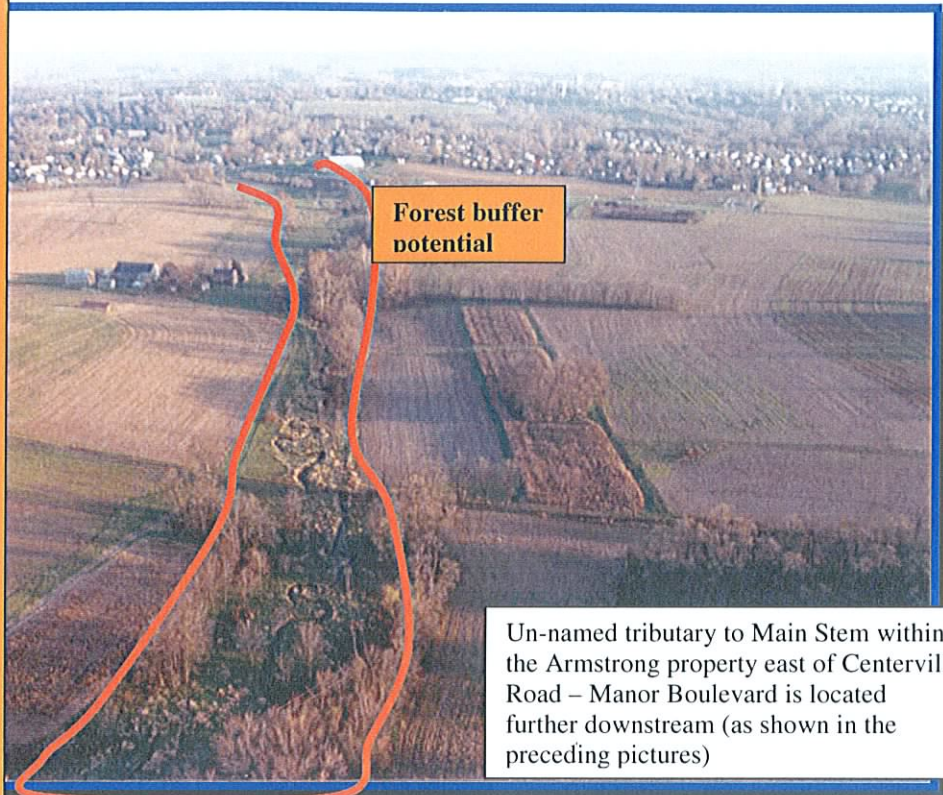 Forest buffer
potential
Un-named tributary to Main Stem within
the Armstrong property east of
Road – Manor Boulevard is located
further downstream (as shown in the
preceding pictures)